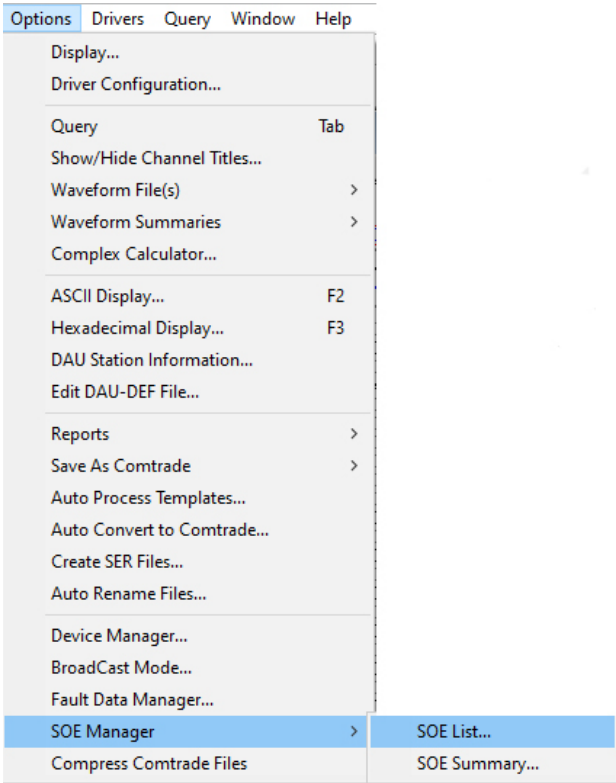 Options Drivers Query Window Help
Display...
Driver Configuration...
Query Tab
Show/Hide Channel Titles...
Waveform File(s) >
Waveform Summaries >
Complex Calculator...
ASCII Display... F2
Hexadecimal Display... F3
DAU Station Information...
Edit DAU-DEF File...
Reports >
Save As Comtrade >
Auto Process Templates...
Auto Convert to Comtrade...
Create SER Files...
Auto Rename Files...
Device Manager...
BroadCast Mode...
Fault Data Manager...
SOE Manager > SOE List...
Compress Comtrade Files SOE Summary...